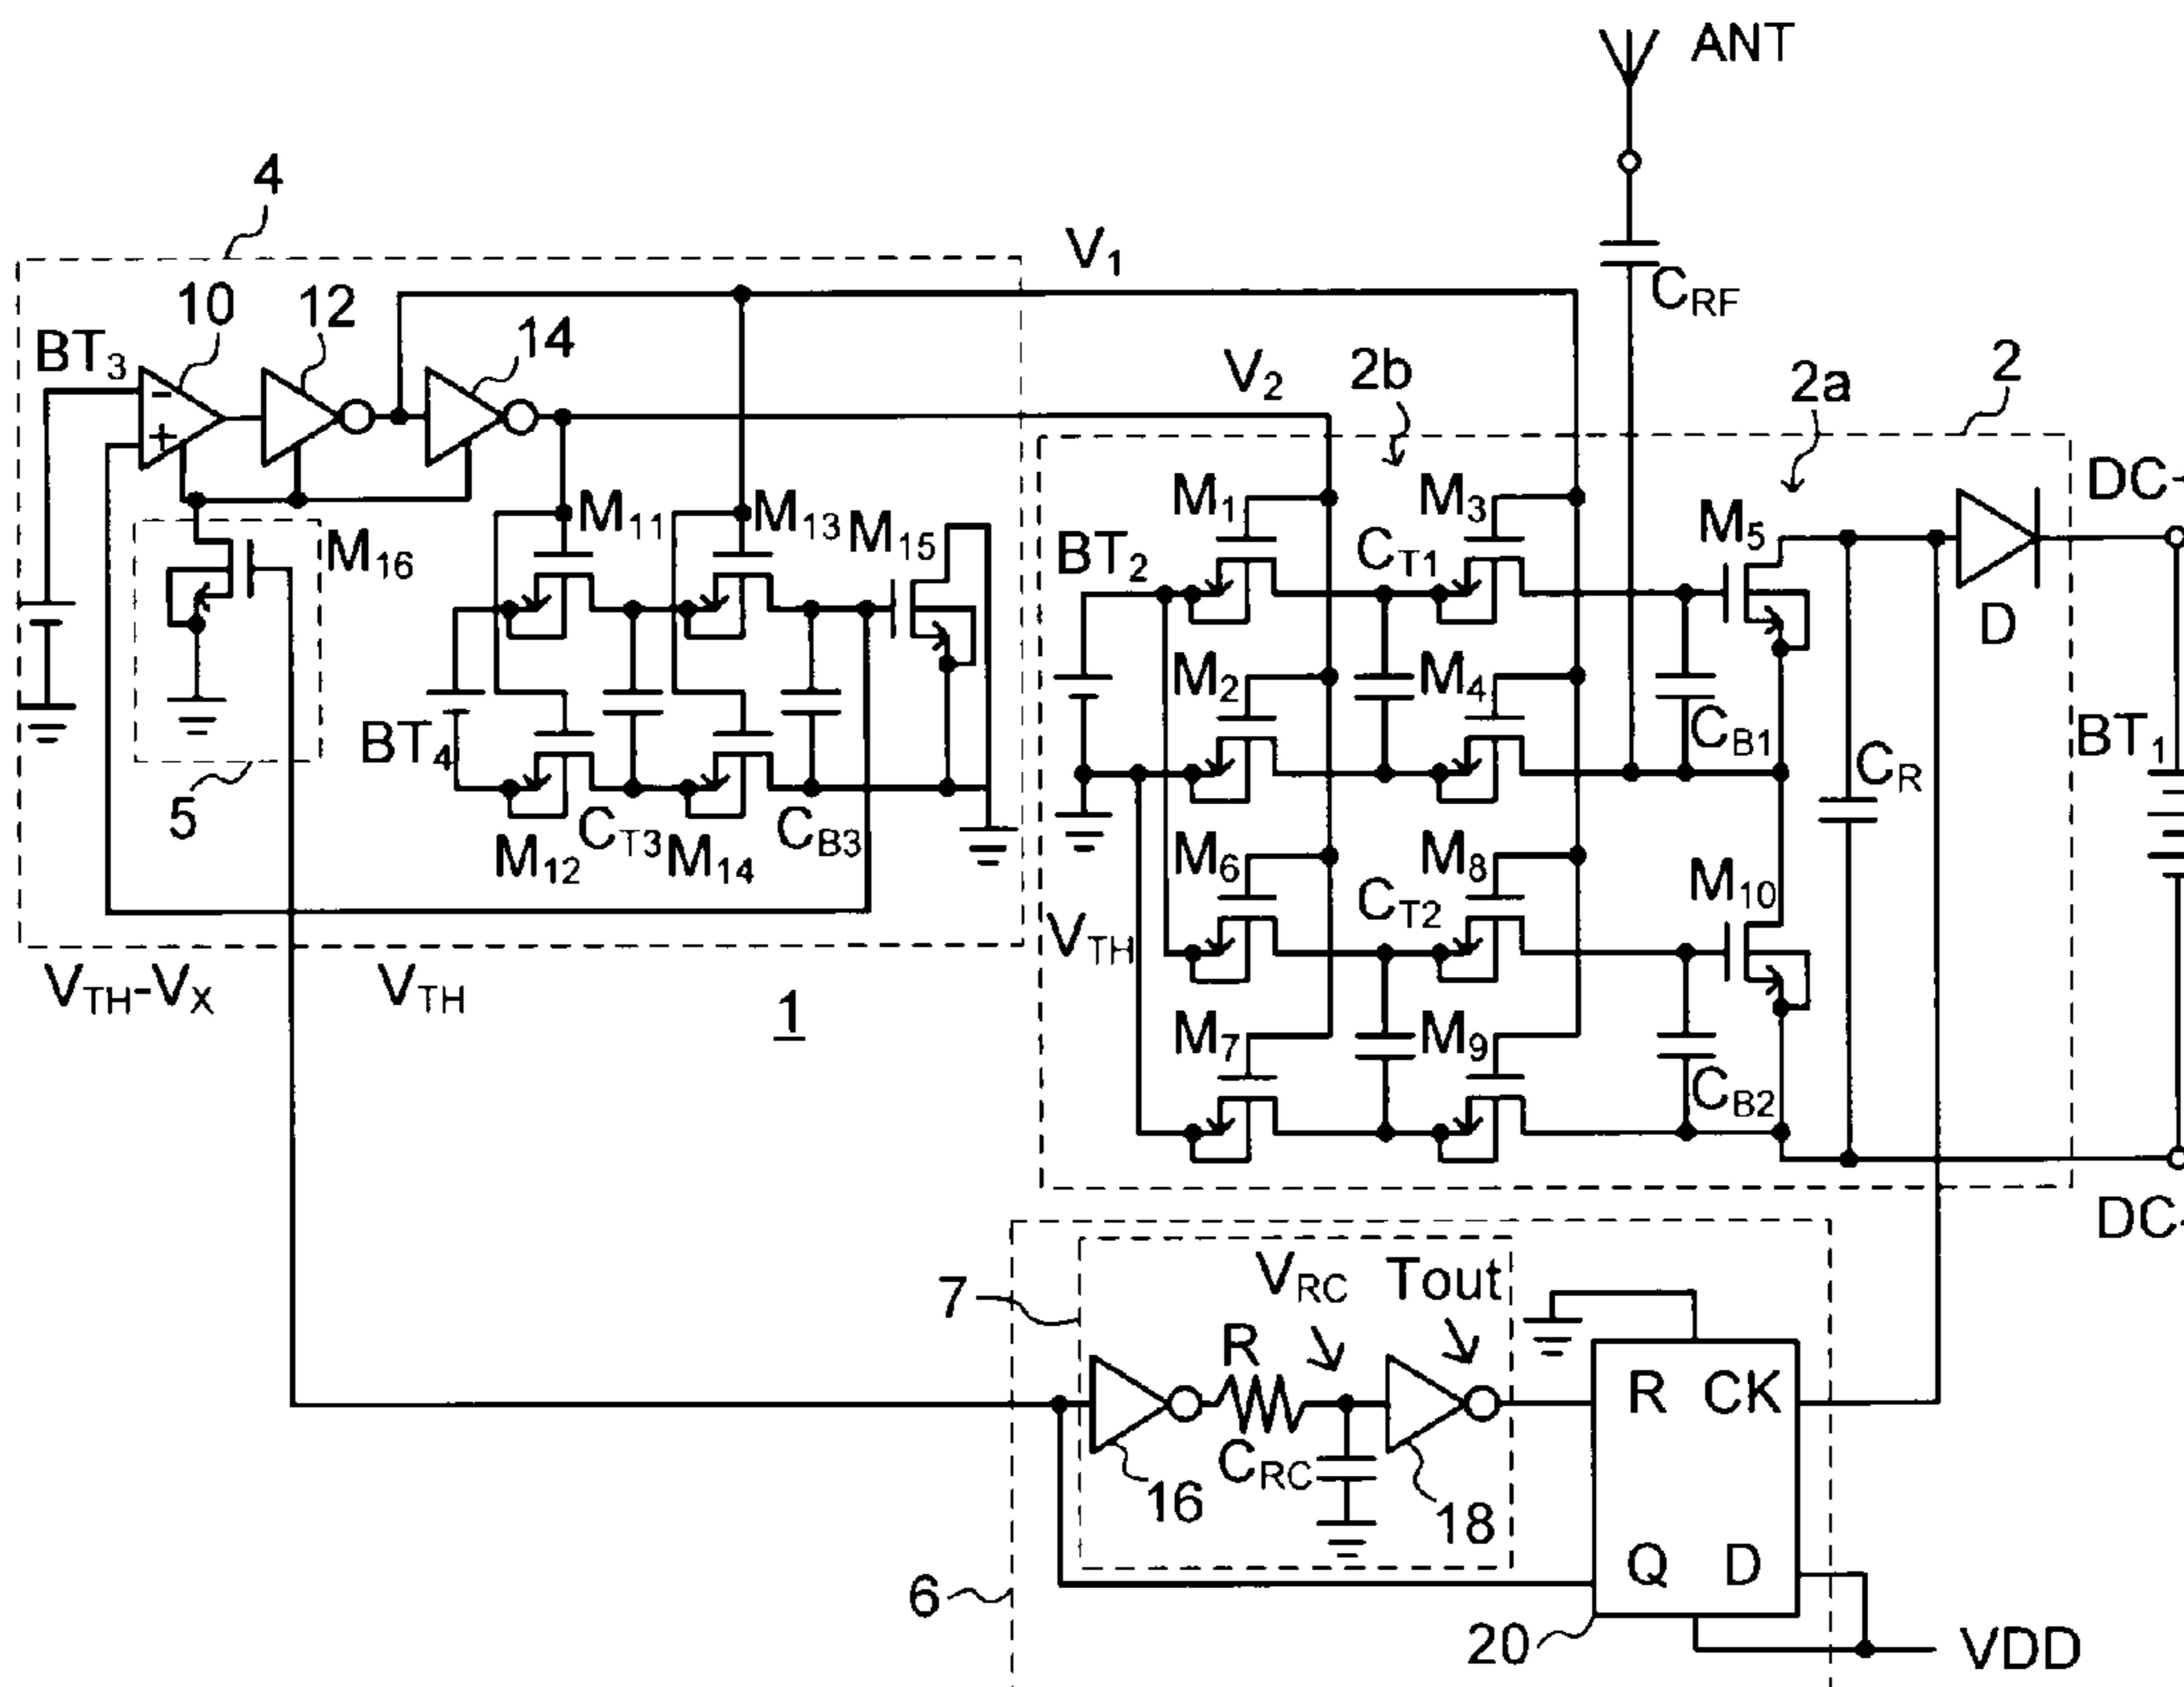 ANT
4
V1
CRF
BT3
10
12
14
V2
2b
2a
2
DC-
M16
M11
M13
M15
BT2
M1
CT1
M3
M5
D
BT4
M2
M4
CB1
CR
BT1
5
M12
CT3
M14
CB3
M6
CT2
M8
M10
VTH
VTH-VX
VTH
1
M7
M9
CB2
DC-
7
VRC
Tout
R
R CK
CRC
16
18
Q D
6
20
VDD